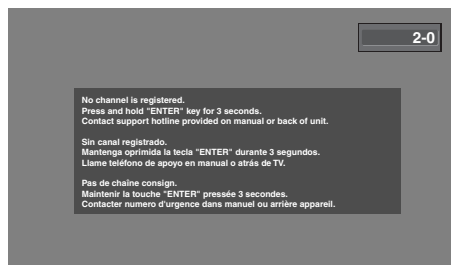 2-0
No channel is registered.
Press and hold "ENTER" key for 3 seconds.
Contact support hotline provided on manual or back of unit.
Sin canal registrado.
Mantenga oprimida la tecla "ENTER" durante 3 segundos.
Llame teléfono de apoyo en manual o atrás de TV.
Pas de chaîne consign.
Maintenir la touche "ENTER" pressée 3 secondes.
Contacter numero d'urgence dans manuel ou arrière appareil.